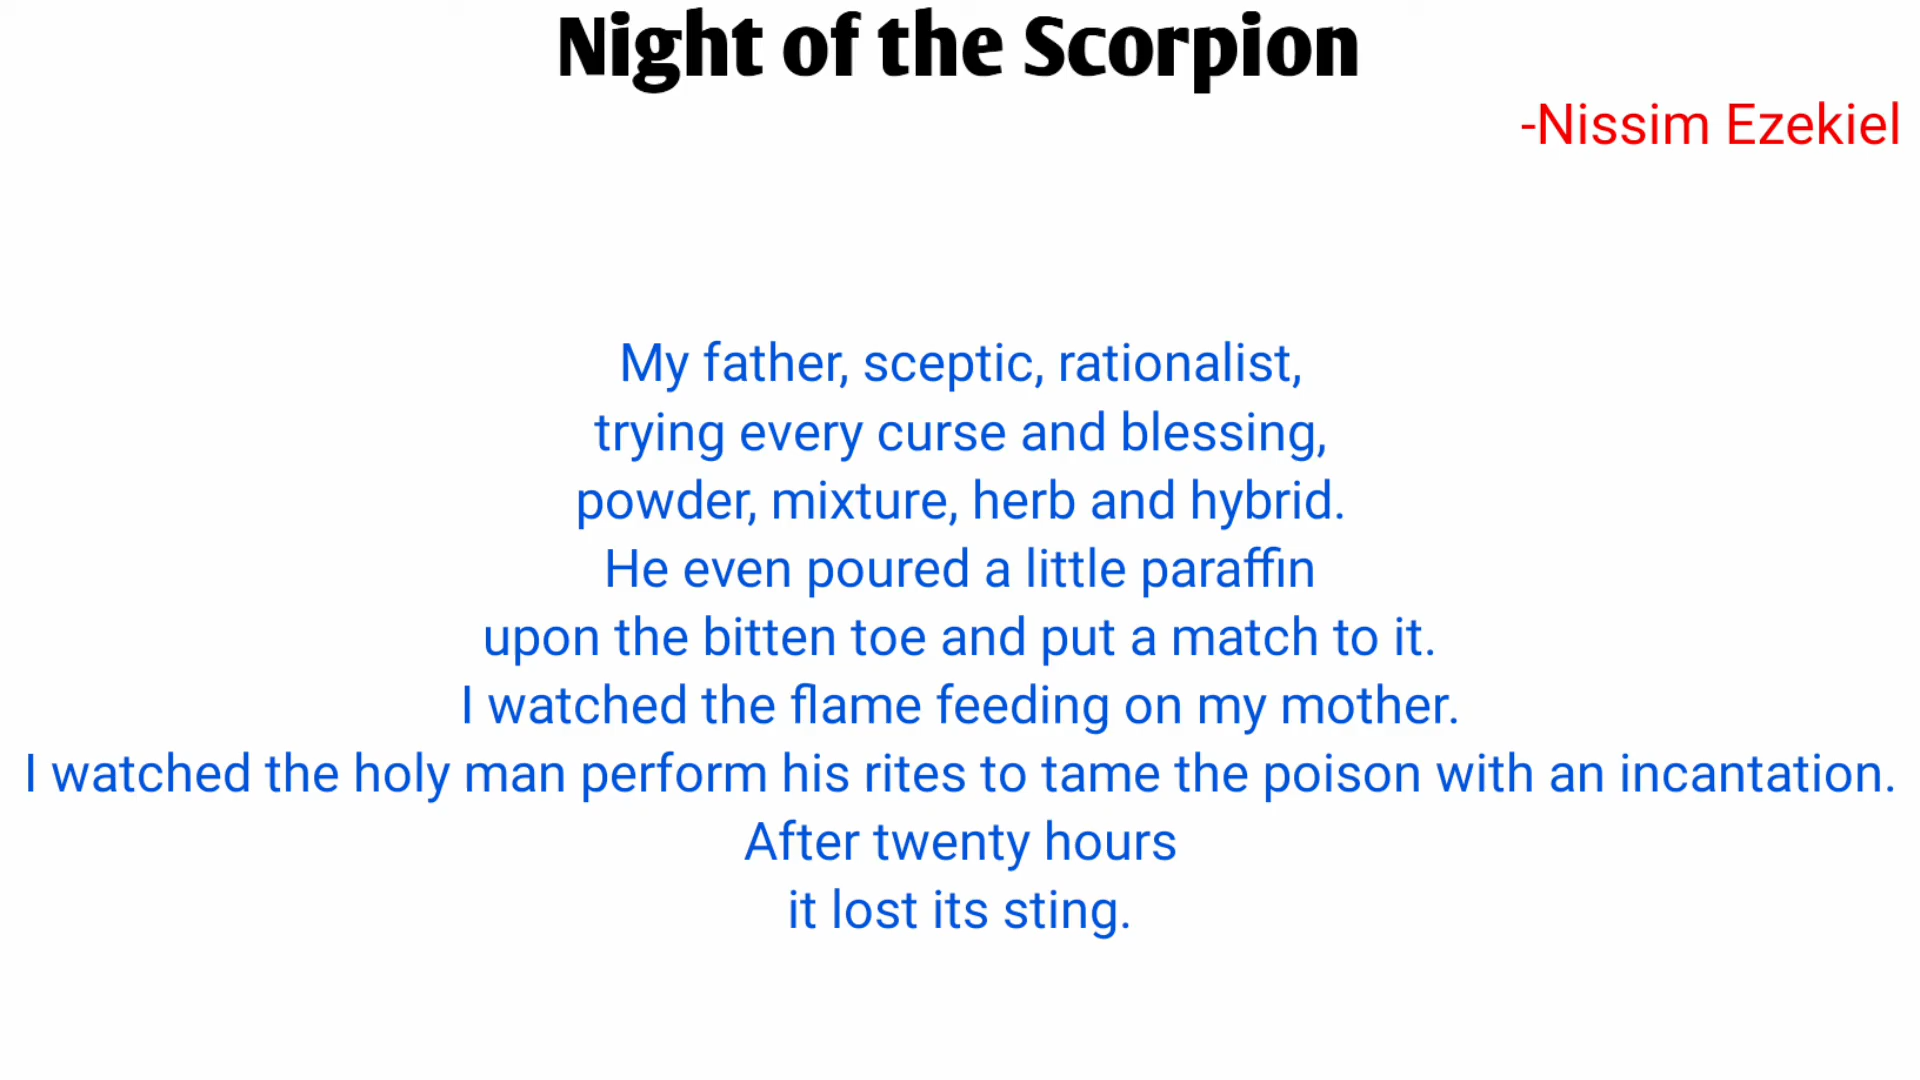 Night of the Scorpion
-Nissim Ezekiel
My father, sceptic, rationalist,
trying every curse and blessing,
powder, mixture, herb and hybrid.
He even poured a little paraffin
upon the bitten toe and put a match to it.
I watched the flame feeding on my mother.
I watched the holy man perform his rites to tame the poison with an incantation.
After twenty hours
it lost its sting.